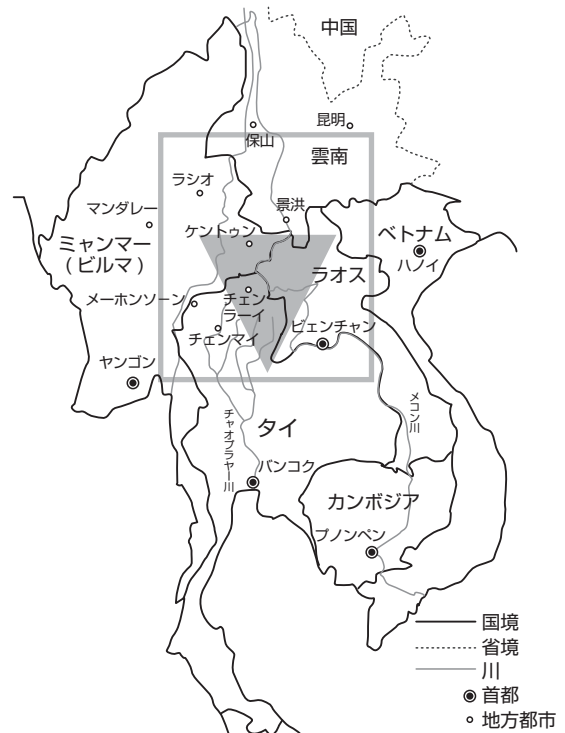 中国
昆明
保山
雲南
ラシオ
景洪
マンダレー
ケントゥン
ベトナム
ミャンマー
(ビルマ)
ハノイ
ラオス
メーホンソーン
チェン
ラーイ
ビエンチャン
チェンマイ
ヤンゴン
メコン川
チャオプラヤー川
タイ
バンコク
カンボジア
プノンペン
国境
省境
川
首都
地方都市